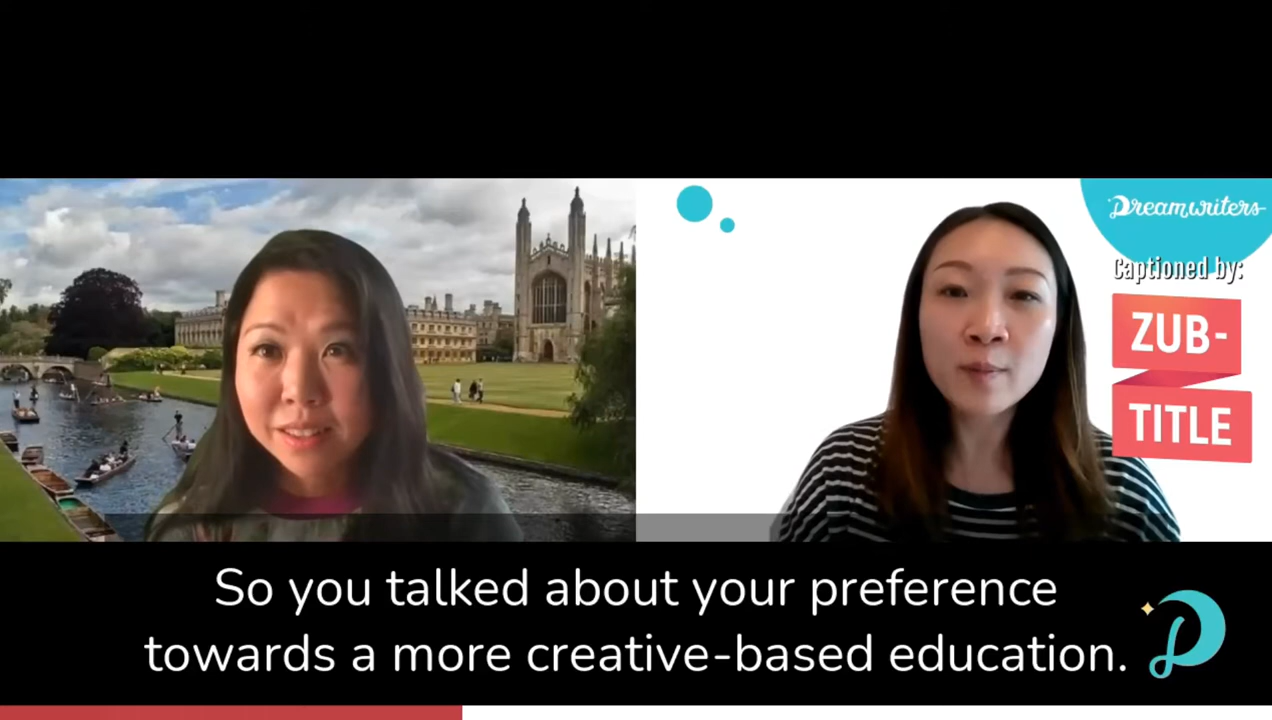 Dreamwriters
Captioned by:
ZUB-
TITLE
So you talked about your preference
towards a more creative-based education.